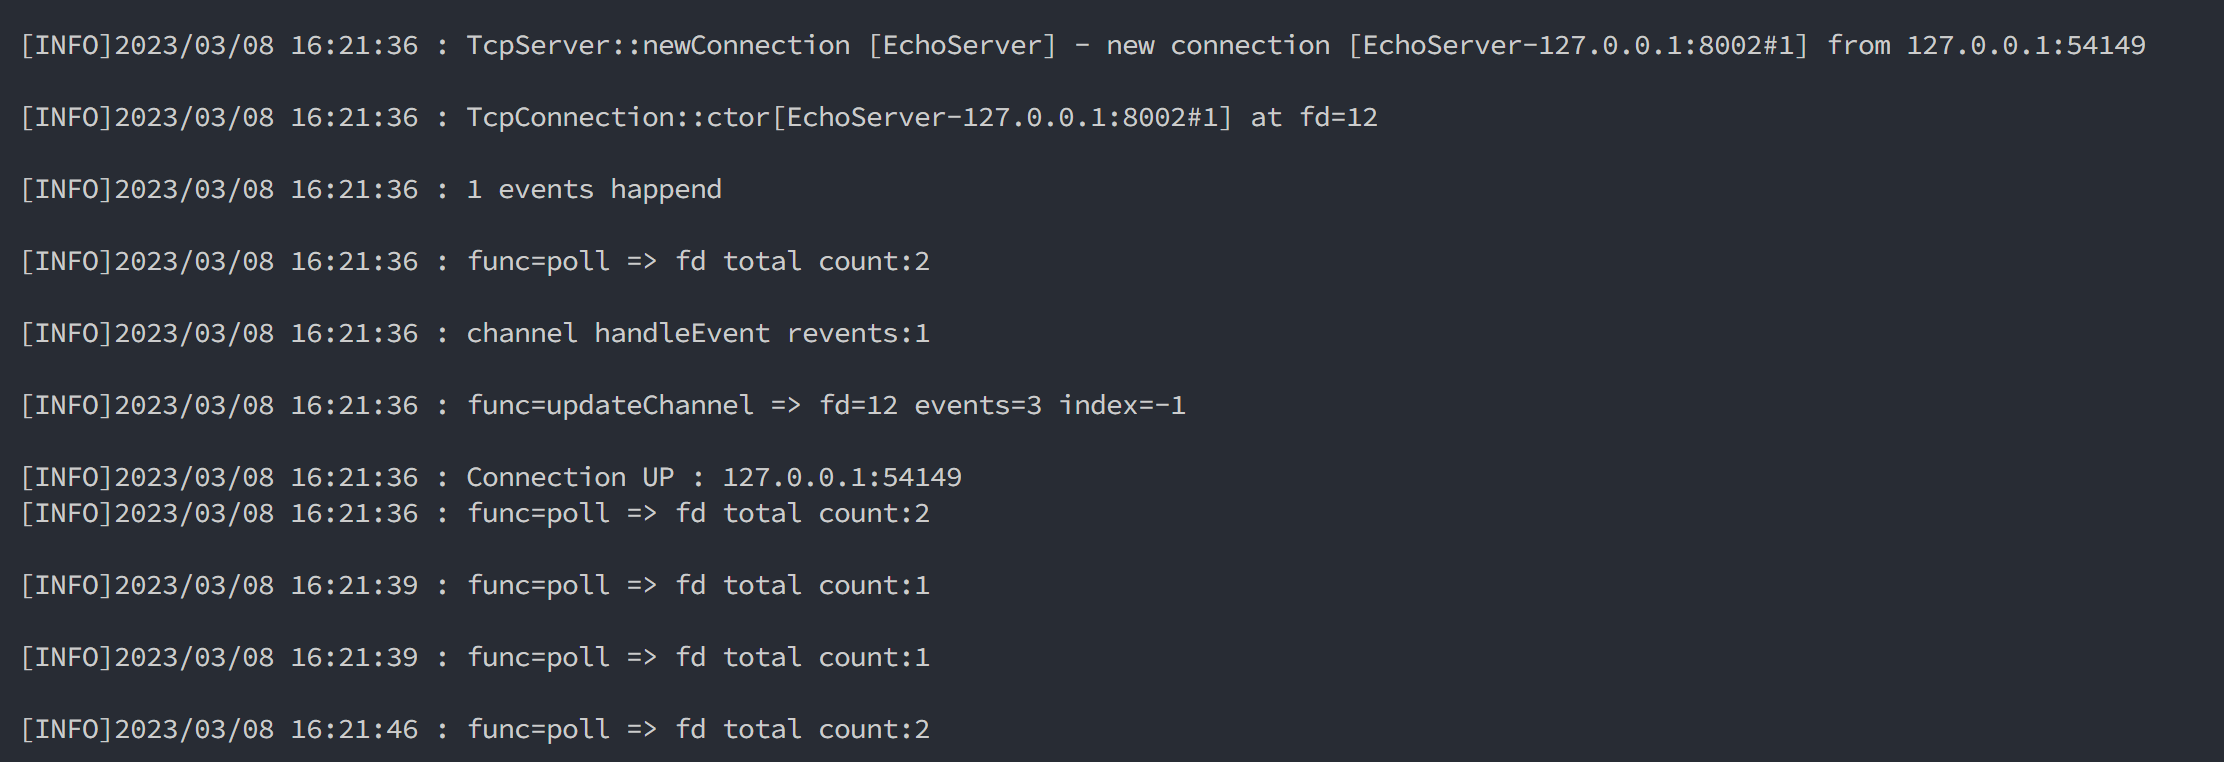 [INFO]2023/03/08 16:21:36 : TcpServer::newConnection [EchoServer] - new connection [EchoServer-127.0.0.1:8002#1] from 127.0.0.1:54149
[INFO]2023/03/08 16:21:36 : TcpConnection::ctor[EchoServer-127.0.0.1:8002#1] at fd=12
[INFO]2023/03/08 16:21:36 : 1 events happend
[INFO]2023/03/08 16:21:36 : func=poll => fd total count:2
[INFO]2023/03/08 16:21:36 : channel handleEvent revents:1
[INFO]2023/03/08 16:21:36 : func=updateChannel => fd=12 events=3 index=-1
[INFO]2023/03/08 16:21:36 : Connection UP : 127.0.0.1:54149
[INFO]2023/03/08 16:21:36 : func=poll => fd total count:2
[INFO]2023/03/08 16:21:39 : func=poll => fd total count:1
[INFO]2023/03/08 16:21:39 : func=poll => fd total count:1
[INFO]2023/03/08 16:21:46 : func=poll => fd total count:2